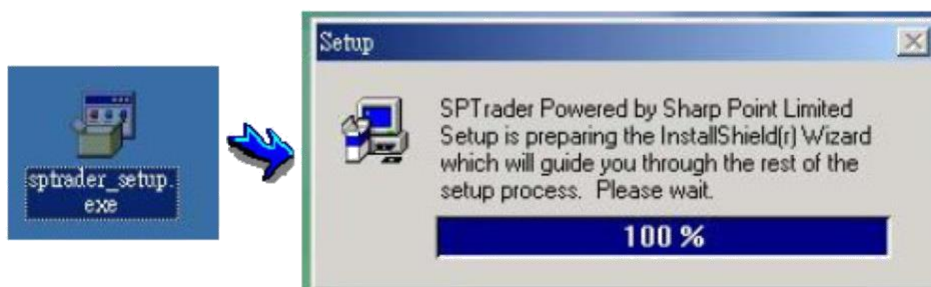 sptrader_setup.
exe
Setup
SPTrader Powered by Sharp Point Limited
Setup is preparing the InstallShield(r) Wizard
which will guide you through the rest of the
setup process.  Please wait.
100 %